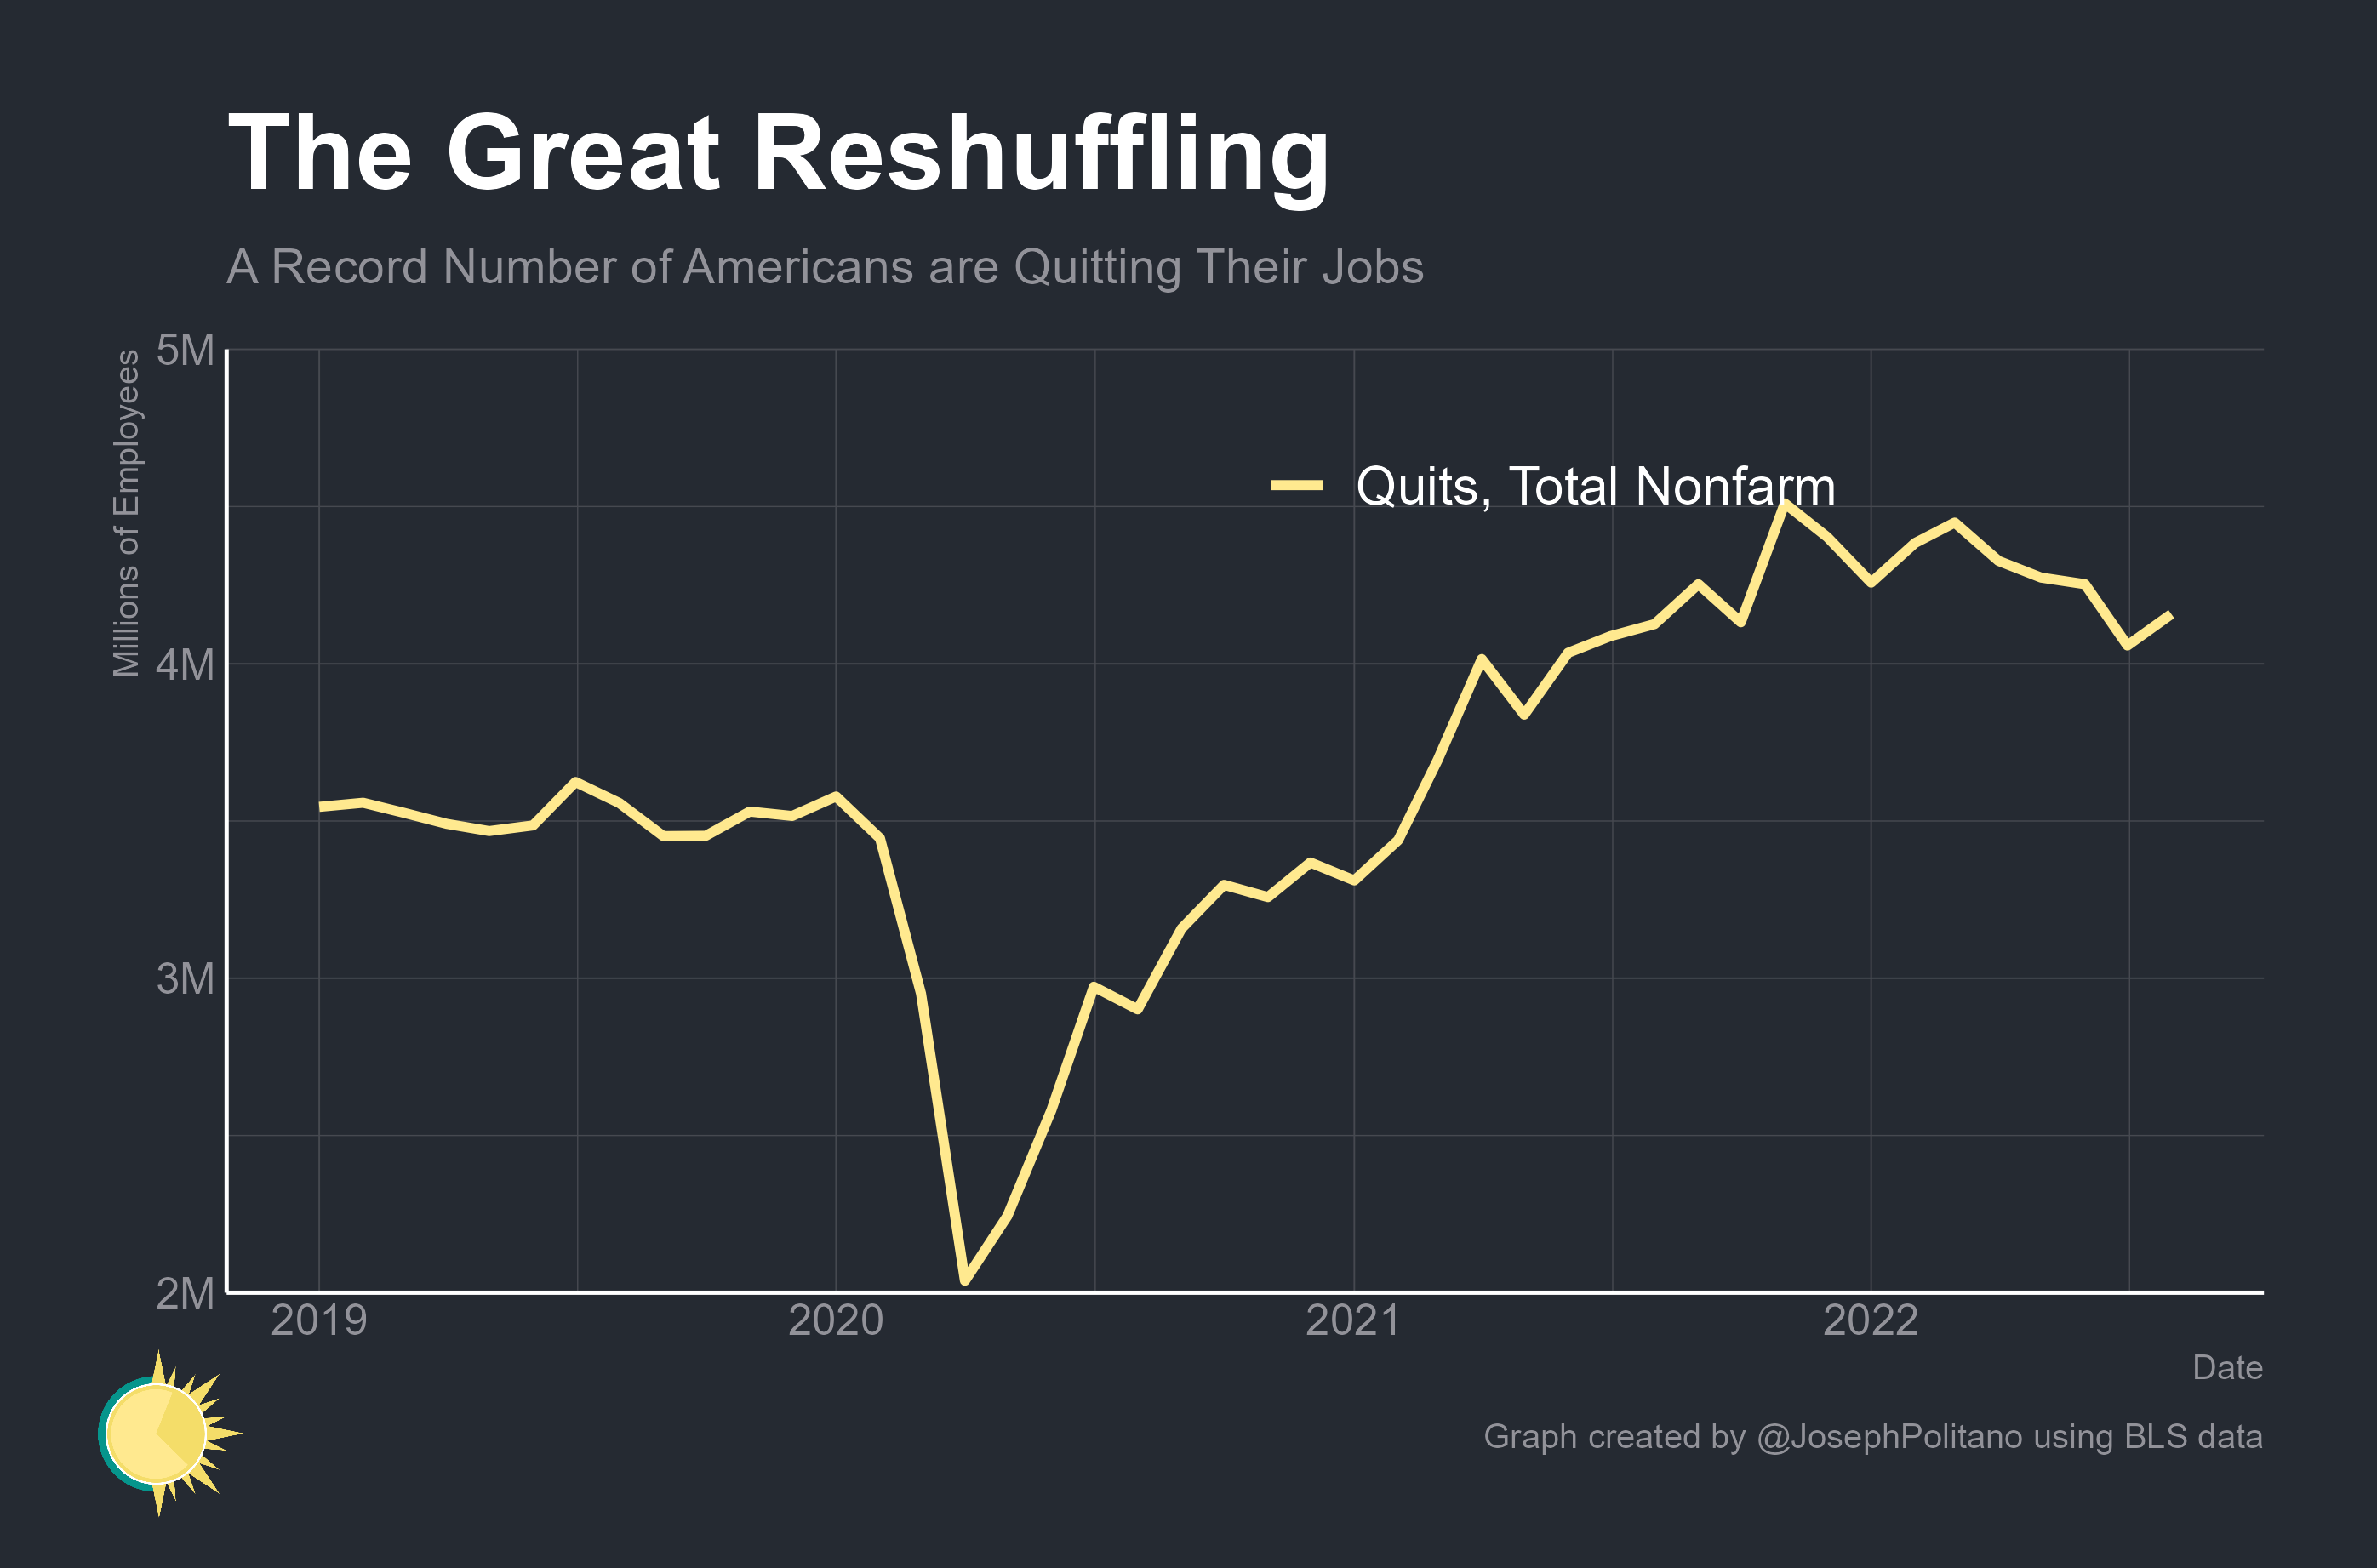 The Great Reshuffling
A Record Number of Americans are Quitting Their Jobs
Millions of Employees
5M
4M
3M
2M
Quits, Total Nonfarm
2019
2020
2021
2022
Date
Graph created by @JosephPolitano using BLS data